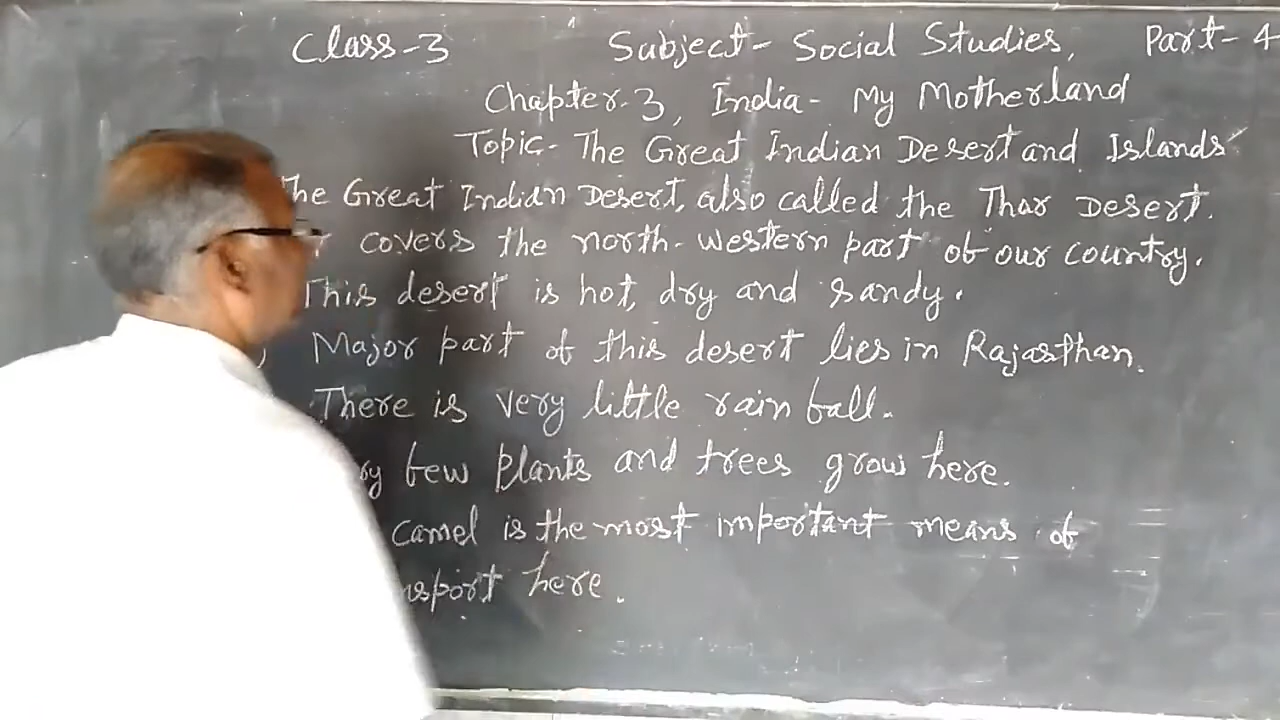 Class-3 Subject- Social Studies, Part-4
Chapter-3, India- My Motherland
Topic- The Great Indian Desert and Islands
The Great Indian Desert, also called the Thar Desert.
covers the north-western part of our country.
This desert is hot, dry and sandy.
Major part of this desert lies in Rajasthan.
There is very little rain fall.
few plants and trees grow here.
Camel is the most important means of
here.